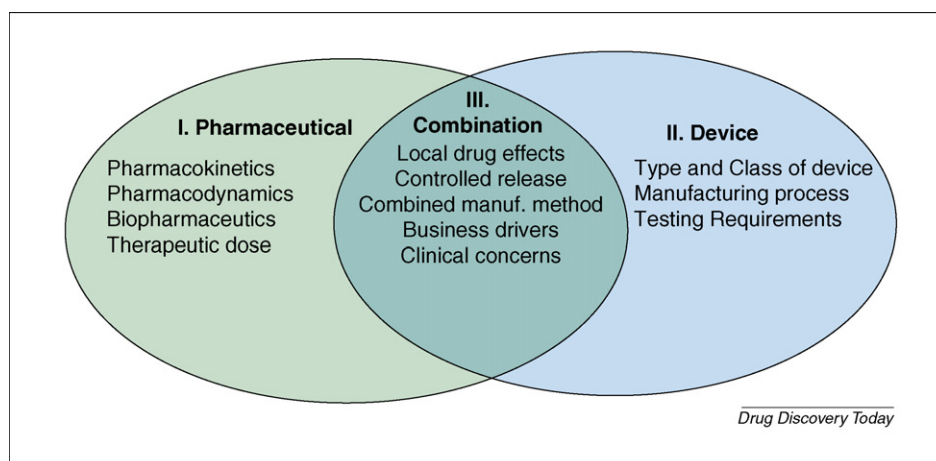 I. Pharmaceutical
Pharmacokinetics
Pharmacodynamics
Biopharmaceutics
Therapeutic dose
III.
Combination
Local drug effects
Controlled release
Combined manuf. method
Business drivers
Clinical concerns
II. Device
Type and Class of device
Manufacturing process
Testing Requirements
Drug Discovery Today